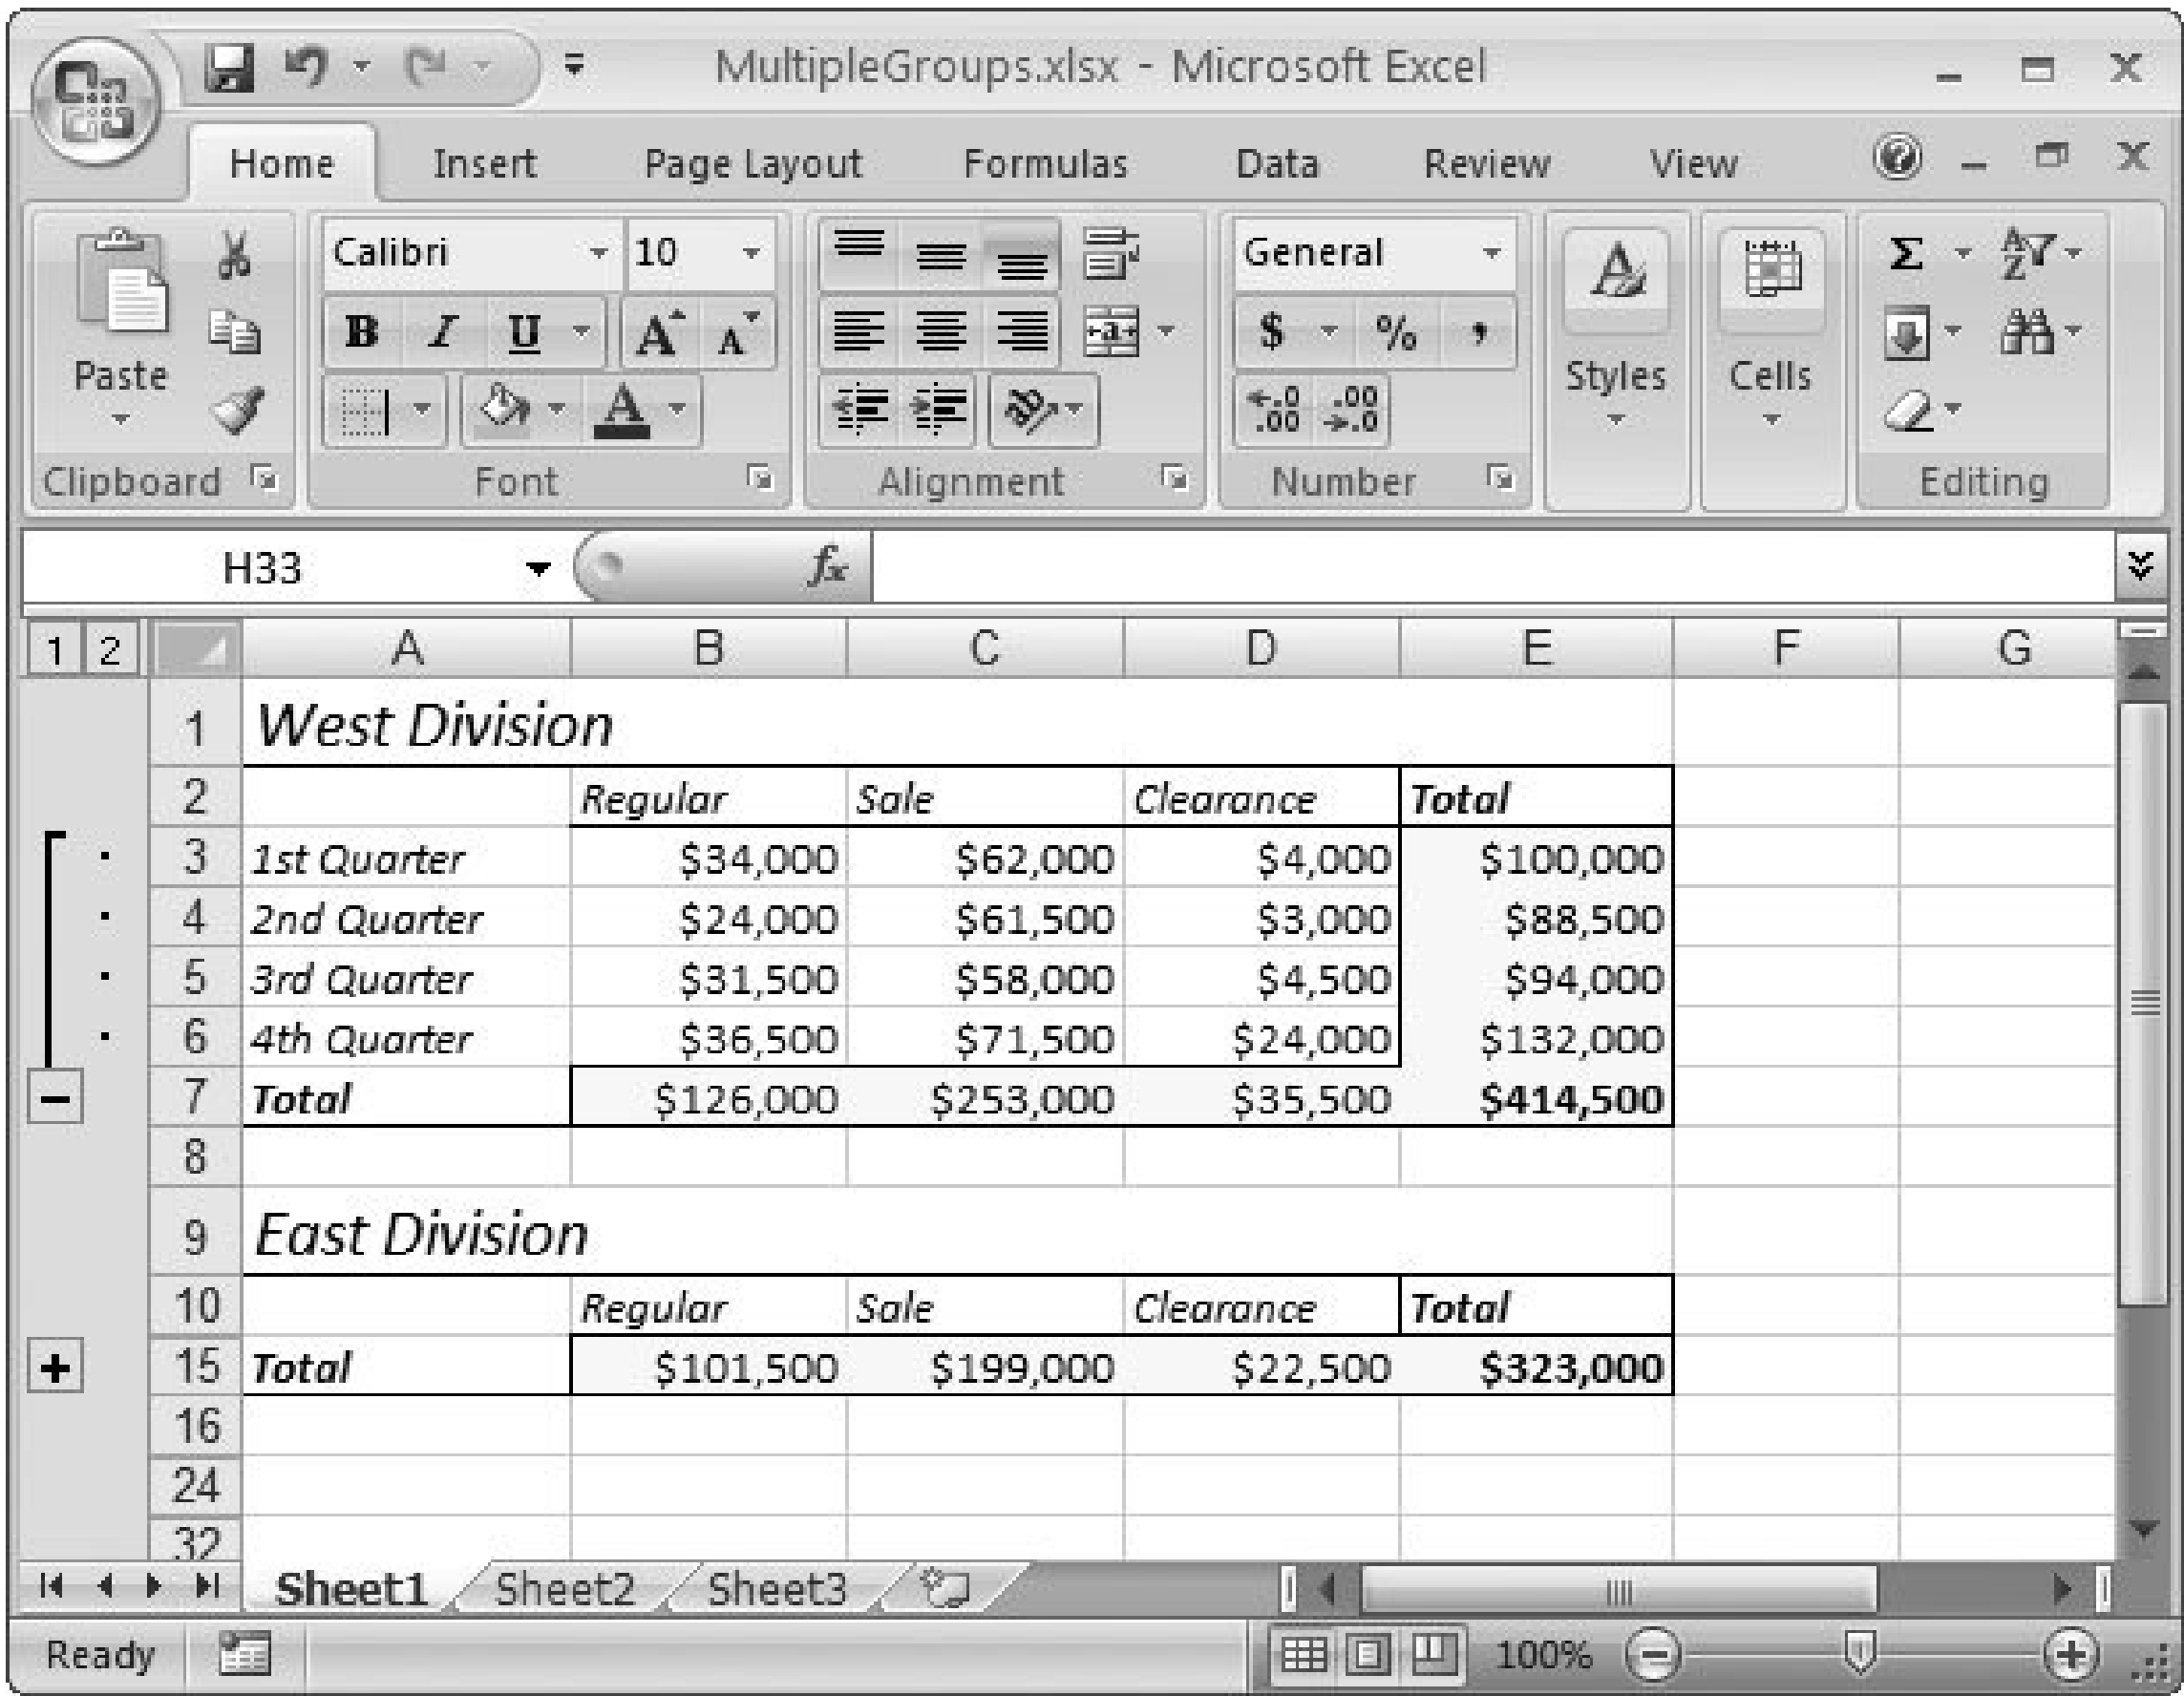 MultipleGroups.xlsx - Microsoft Excel
Home Insert Page Layout Formulas Data Review View
Calibri 10 General
B I U A A $ % ,
Paste Styles Cells
A ab .00 .00
Clipboard Font Alignment Number Editing
H33 fx
1 2 A B C D E F G
1 West Division
2 Regular Sale Clearance Total
3 1st Quarter $34,000 $62,000 $4,000 $100,000
4 2nd Quarter $24,000 $61,500 $3,000 $88,500
5 3rd Quarter $31,500 $58,000 $4,500 $94,000
6 4th Quarter $36,500 $71,500 $24,000 $132,000
7 Total $126,000 $253,000 $35,500 $414,500
8
9 East Division
10 Regular Sale Clearance Total
15 Total $101,500 $199,000 $22,500 $323,000
16
24
32
Sheet1 Sheet2 Sheet3
Ready 100%